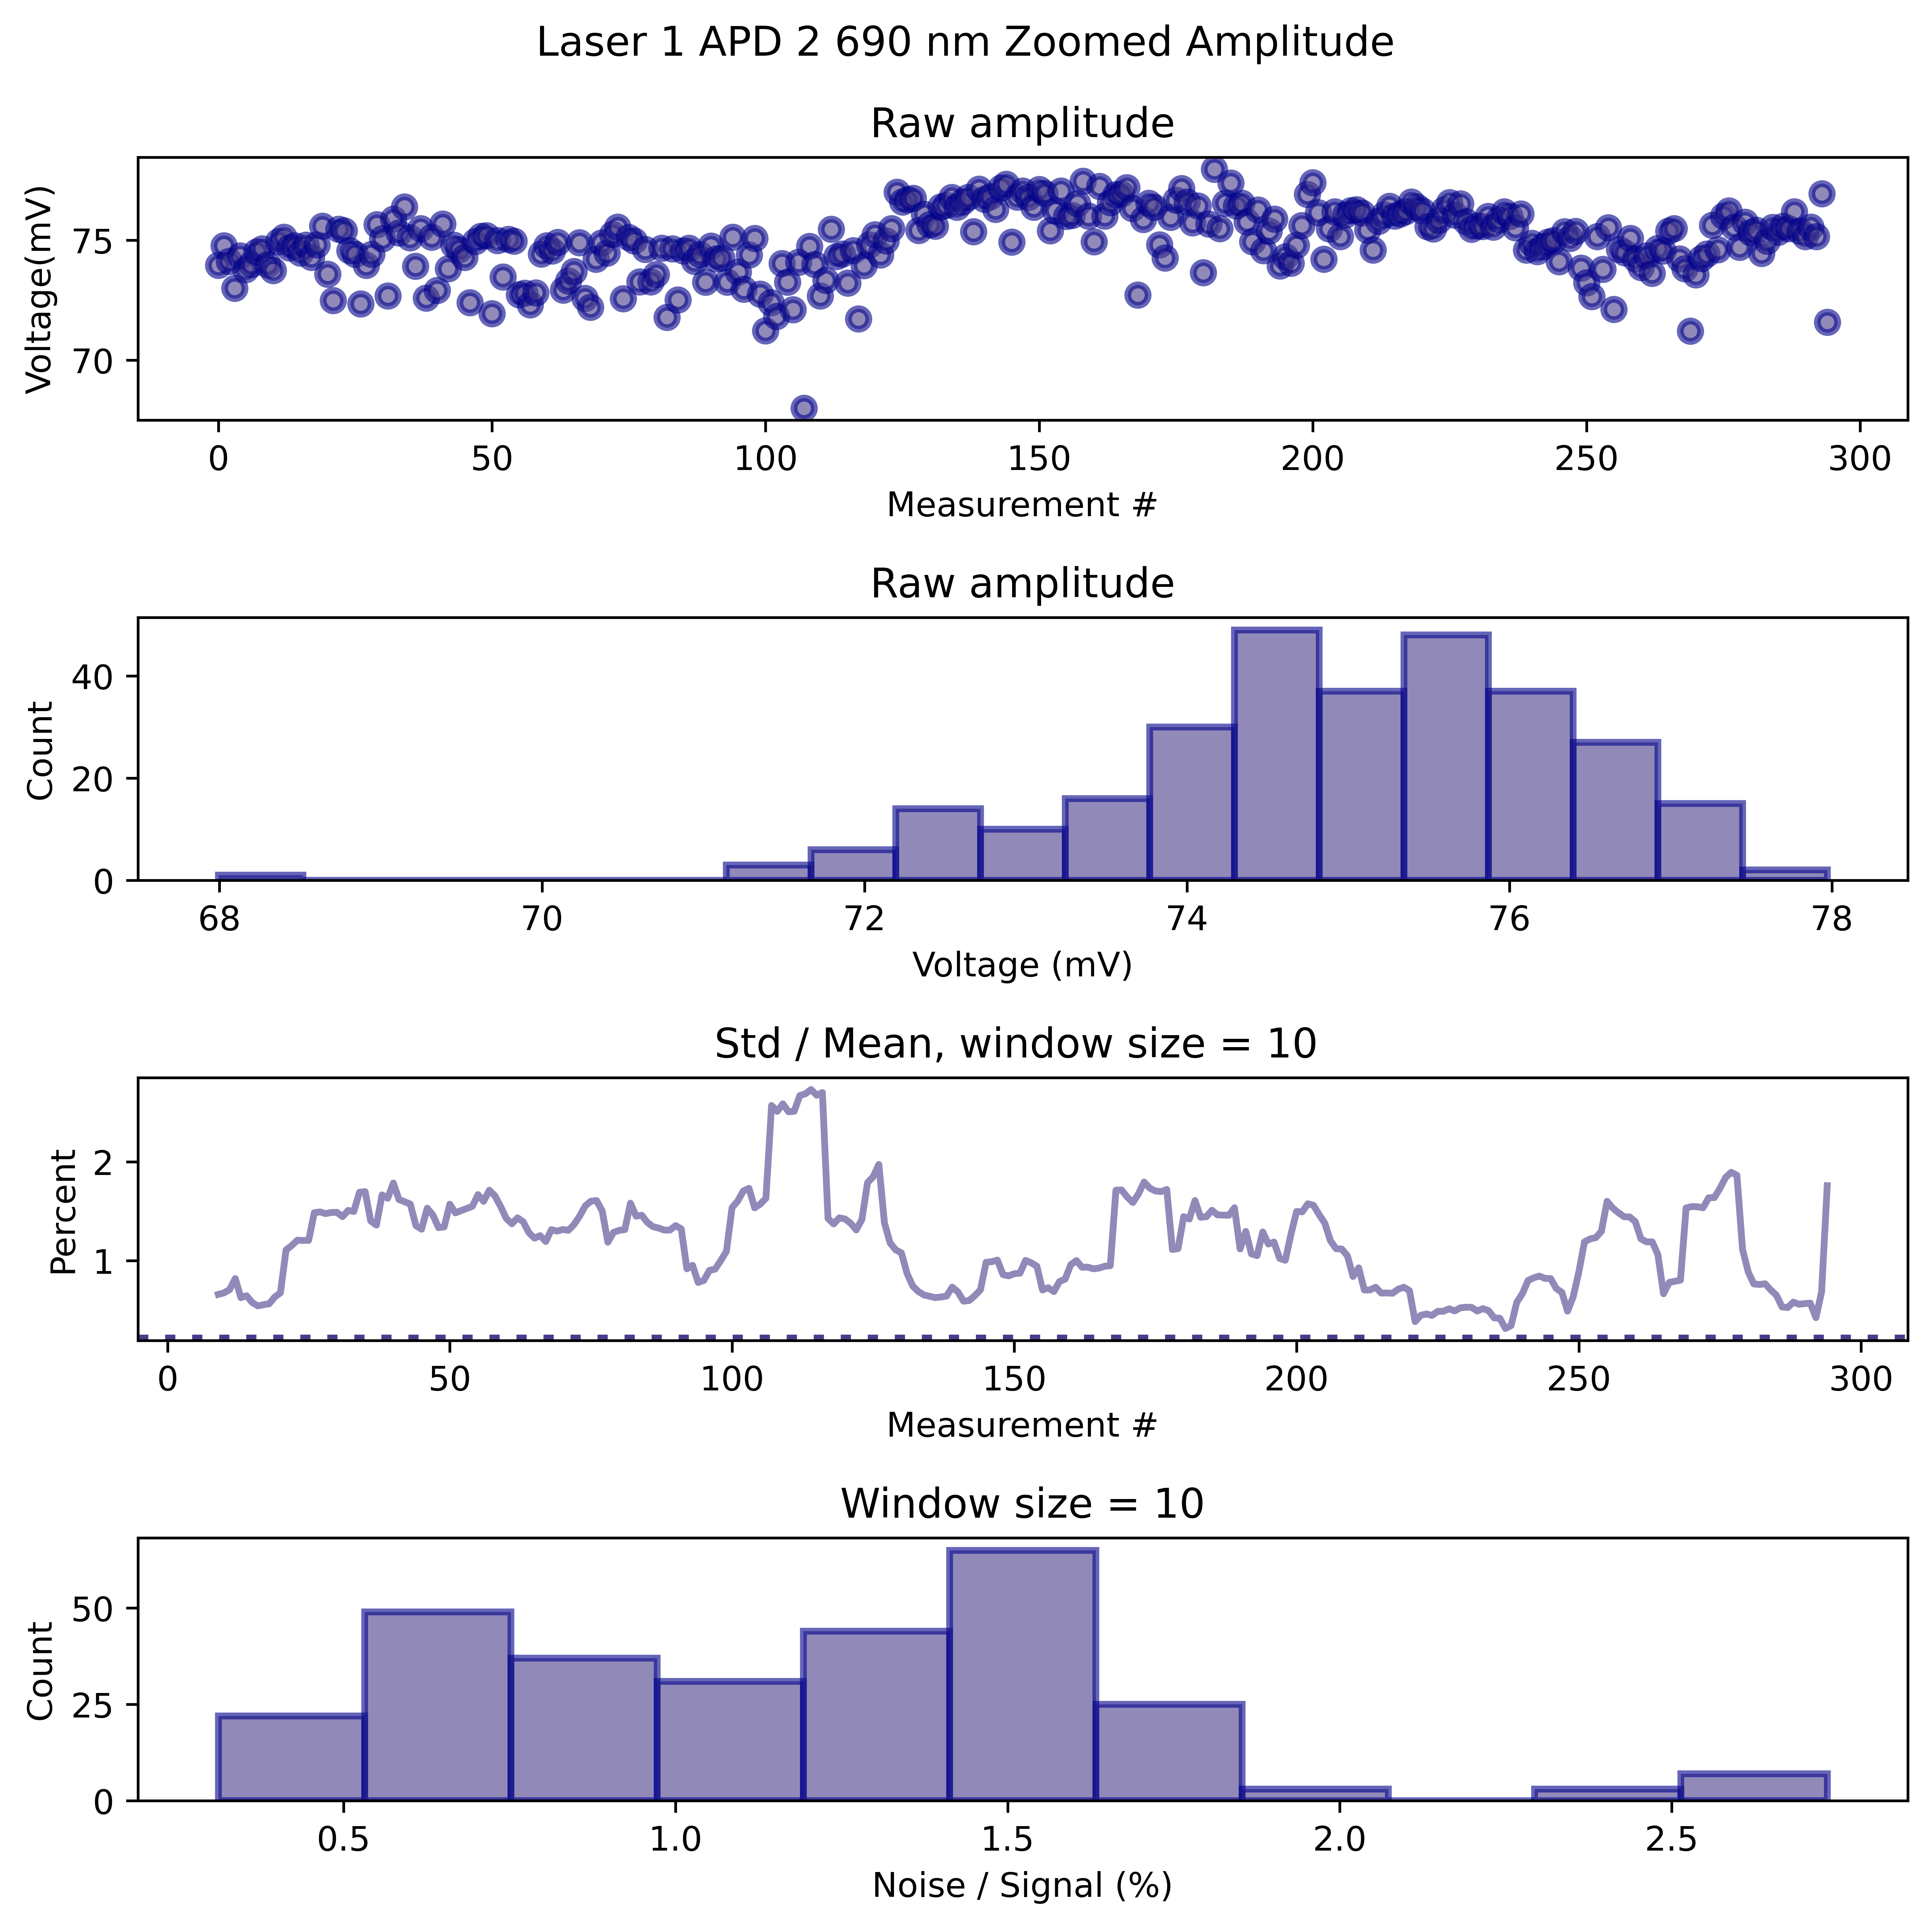 Laser 1 APD 2 690 nm Zoomed Amplitude
Raw amplitude
Voltage(mV)
75
70
0 50 100 150 200 250 300
Measurement #
Raw amplitude
Count
40
20
0
68 70 72 74 76 78
Voltage (mV)
Std / Mean, window size = 10
Percent
2
1
0 50 100 150 200 250 300
Measurement #
Window size = 10
Count
50
25
0
0.5 1.0 1.5 2.0 2.5
Noise / Signal (%)